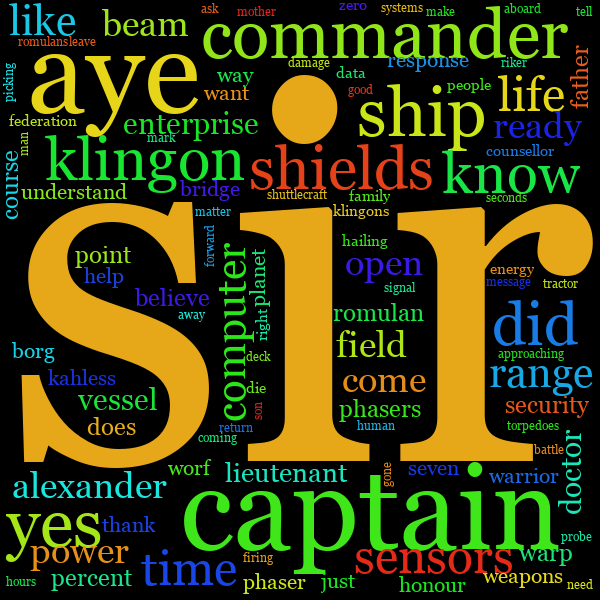 ask
mother
zero
systems
make
aboard
tell
like
beam
commander
romulansleave
aye
damage
response
riker
picking
way
data
good
people
father
want
ship
life
federation
enterprise
ready
man
mark
klingon
shields
know
counsellor
course
understand
bridge
shuttlecraft
family
seconds
matter
klingons
sir
forward
point
hailing
computer
planet
open
energy
help
signal
message
tractor
believe
away
right
romulan
did
borg
deck
field
approaching
kahless
die
come
range
vessel
son
phasers
security
does
return
human
torpedoes
coming
battle
doctor
worf
lieutenant
gone
seven
warrior
alexander
captain
yes
thank
probe
power
time
firing
sensors
warp
hours
percent
phaser
just
honour
weapons
need